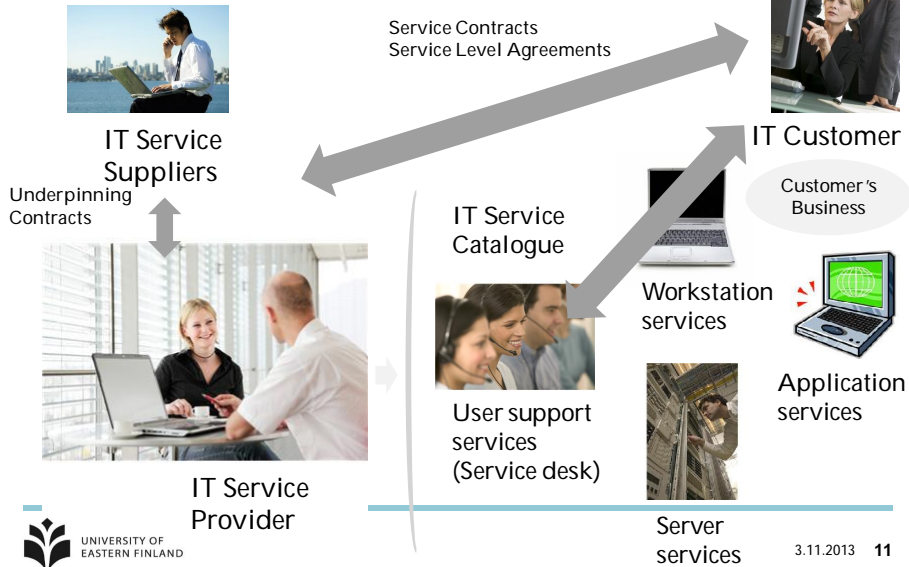 Service Contracts
Service Level Agreements
IT Service
Suppliers
IT Customer
Underpinning
Contracts
Customer's
Business
IT Service
Catalogue
Workstation
services
Application
services
User support
services
(Service desk)
IT Service
Provider
Server
services
UNIVERSITY OF
EASTERN FINLAND
3.11.2013 11